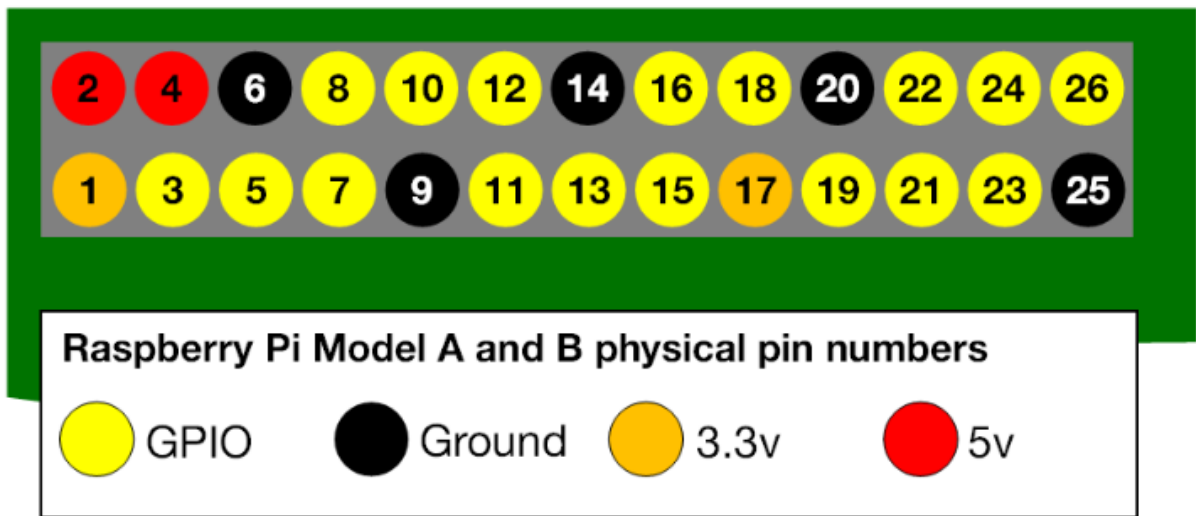 2 4 6 8 10 12 14 16 18 20 22 24 26
1 3 5 7 9 11 13 15 17 19 21 23 25
Raspberry Pi Model A and B physical pin numbers
GPIO Ground 3.3v 5v